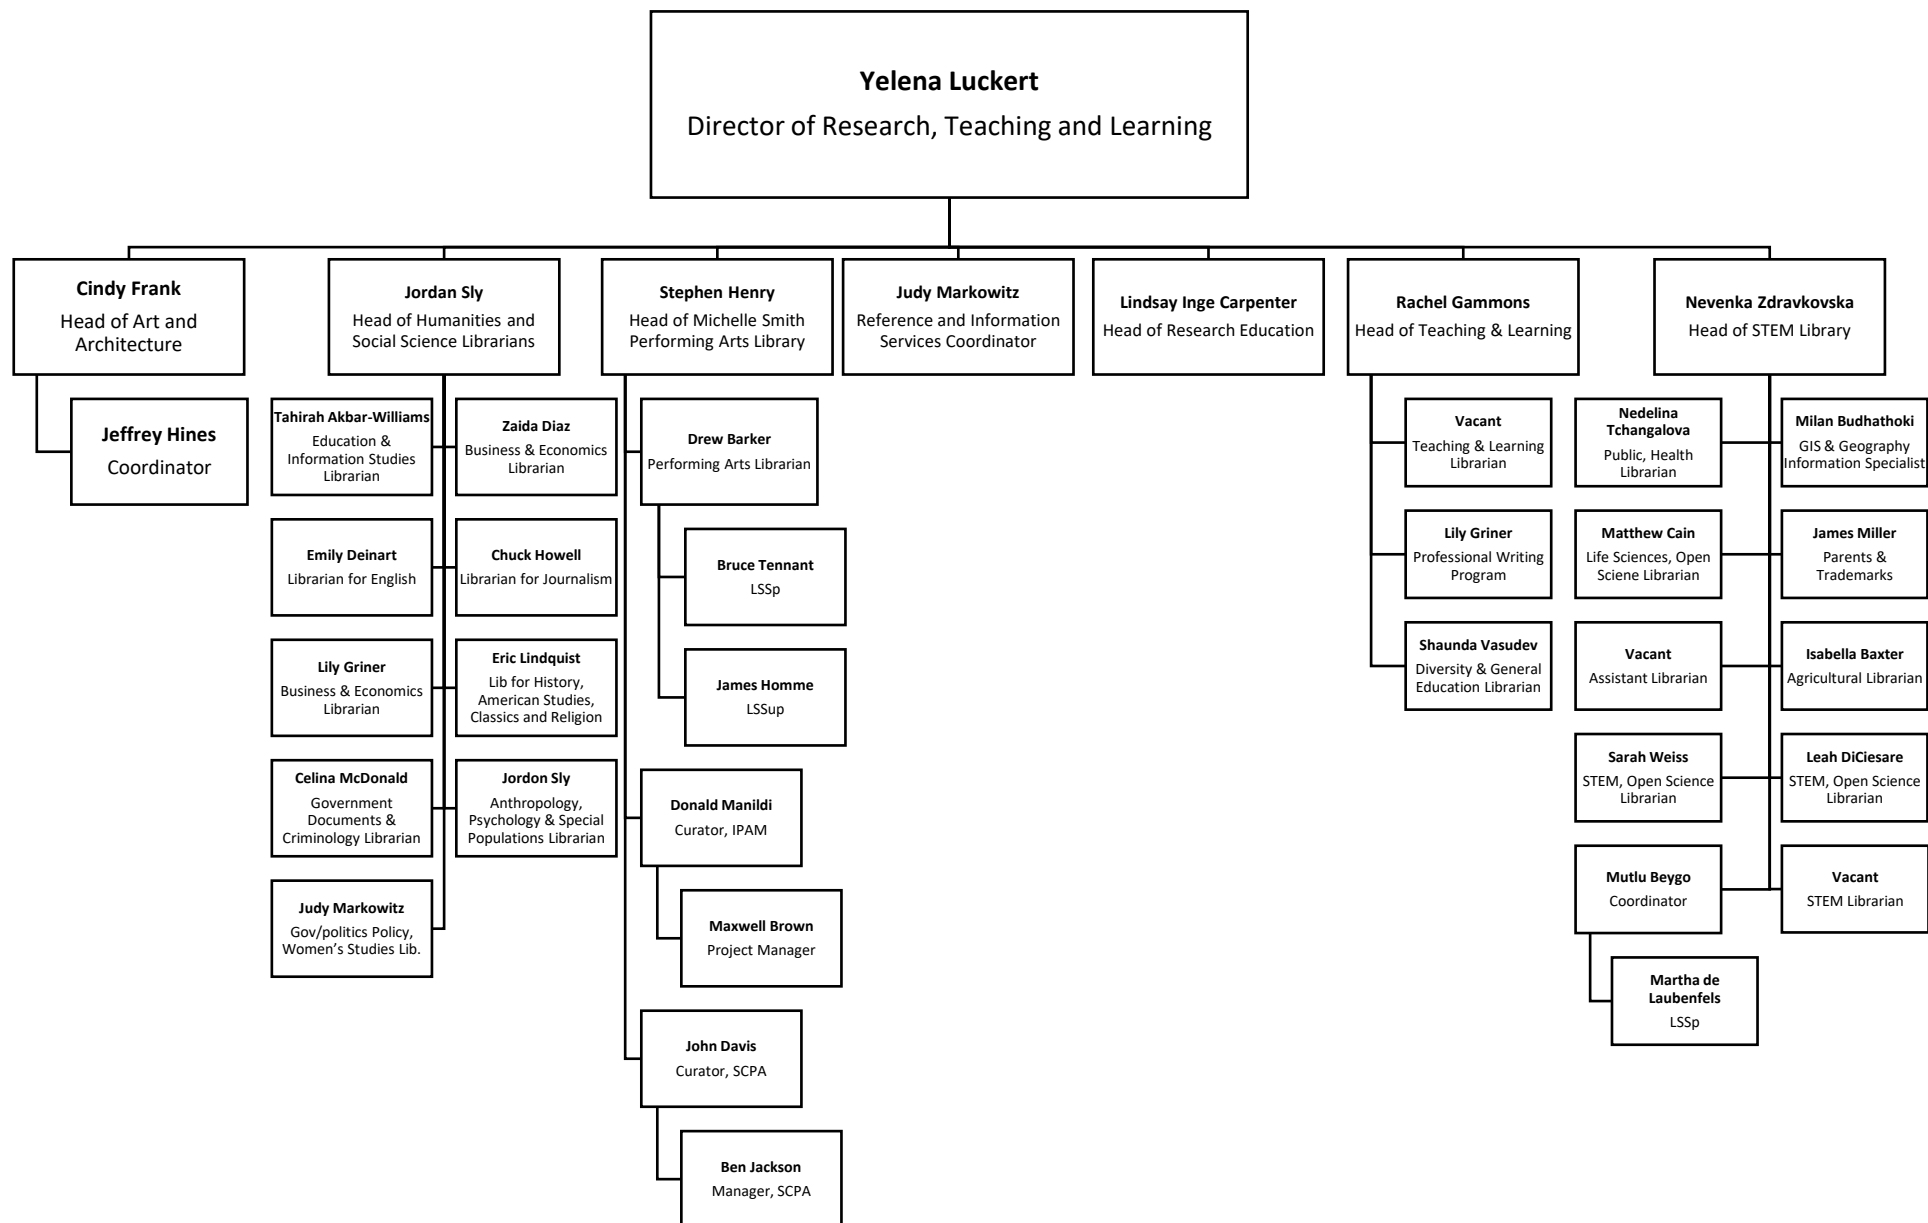 Yelena Luckert
Director of Research, Teaching and Learning
Cindy Frank
Head of Art and
Architecture
Jeffrey Hines
Coordinator
Jordan Sly
Head of Humanities and
Social Science Librarians
Tahirah Akbar-Williams
Education &
Information Studies
Librarian
Zaida Diaz
Business & Economics
Librarian
Emily Deinart
Librarian for English
Chuck Howell
Librarian for Journalism
Lily Griner
Business & Economics
Librarian
Eric Lindquist
Lib for History,
American Studies,
Classics and Religion
Celina McDonald
Government
Documents &
Criminology Librarian
Jordon Sly
Anthropology,
Psychology & Special
Populations Librarian
Judy Markowitz
Gov/politics Policy,
Women’s Studies Lib.
Stephen Henry
Head of Michelle Smith
Performing Arts Library
Drew Barker
Performing Arts Librarian
Bruce Tennant
LSSp
James Homme
LSSup
Donald Manildi
Curator, IPAM
Maxwell Brown
Project Manager
John Davis
Curator, SCPA
Ben Jackson
Manager, SCPA
Judy Markowitz
Reference and Information
Services Coordinator
Lindsay Inge Carpenter
Head of Research Education
Rachel Gammons
Head of Teaching & Learning
Vacant
Teaching & Learning
Librarian
Lily Griner
Professional Writing
Program
Shaunda Vasudev
Diversity & General
Education Librarian
Nevenka Zdravkovska
Head of STEM Library
Nedelina
Tchangalova
Public, Health
Librarian
Milan Budhathoki
GIS & Geography
Information Specialist
Matthew Cain
Life Sciences, Open
Sciene Librarian
James Miller
Parents &
Trademarks
Vacant
Assistant Librarian
Isabella Baxter
Agricultural Librarian
Sarah Weiss
STEM, Open Science
Librarian
Leah DiCiesare
STEM, Open Science
Librarian
Mutlu Beygo
Coordinator
Vacant
STEM Librarian
Martha de
Laubenfels
LSSp